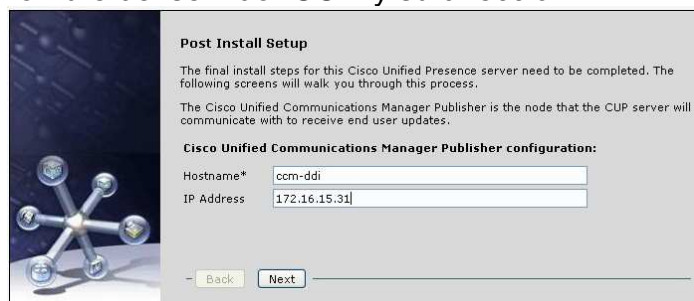 Post Install Setup
The final install steps for this Cisco Unified Presence server need to be completed. The
following screens will walk you through this process.
The Cisco Unified Communications Manager Publisher is the node that the CUP server will
communicate with to receive end user updates.
Cisco Unified Communications Manager Publisher configuration:
Hostname* ccm-ddi
IP Address 172.16.15.31
- Back Next